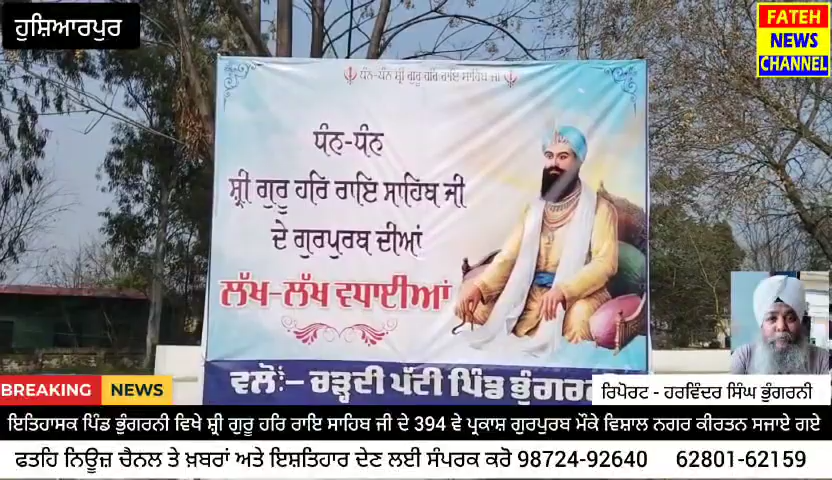 ਹੁਸ਼ਿਆਰਪੁਰ
FATEH
NEWS
CHANNEL
ਧੰਨ-ਧੰਨ ਸ਼੍ਰੀ ਗੁਰੂ ਹਰਿ ਰਾਇ ਸਾਹਿਬ ਜੀ
ਧੰਨ-ਧੰਨ
ਸ਼੍ਰੀ ਗੁਰੂ ਹਰਿ ਰਾਇ ਸਾਹਿਬ ਜੀ
ਦੇ ਗੁਰਪੁਰਬ ਦੀਆਂ
ਲੱਖ-ਲੱਖ ਵਧਾਈਆਂ
ਵਲੋਂ:- ਚੜ੍ਹਦੀ ਪੱਟੀ ਪਿੰਡ
ਰਿਪੋਰਟ - ਹਰਵਿੰਦਰ ਸਿੰਘ ਭੁੰਗਰਨੀ
BREAKING NEWS
ਇਤਿਹਾਸਕ ਪਿੰਡ ਭੁੰਗਰਨੀ ਵਿਖੇ ਸ਼੍ਰੀ ਗੁਰੂ ਹਰਿ ਰਾਇ ਸਾਹਿਬ ਜੀ ਦੇ 394 ਵੇ ਪ੍ਰਕਾਸ਼ ਗੁਰਪੁਰਬ ਮੌਕੇ ਵਿਸ਼ਾਲ ਨਗਰ ਕੀਰਤਨ ਸਜਾਏ ਗਏ
ਫਤਹਿ ਨਿਊਜ਼ ਚੈਨਲ ਤੇ ਖ਼ਬਰਾਂ ਅਤੇ ਇਸ਼ਤਿਹਾਰ ਦੇਣ ਲਈ ਸੰਪਰਕ ਕਰੋ 98724-92640 62801-62159